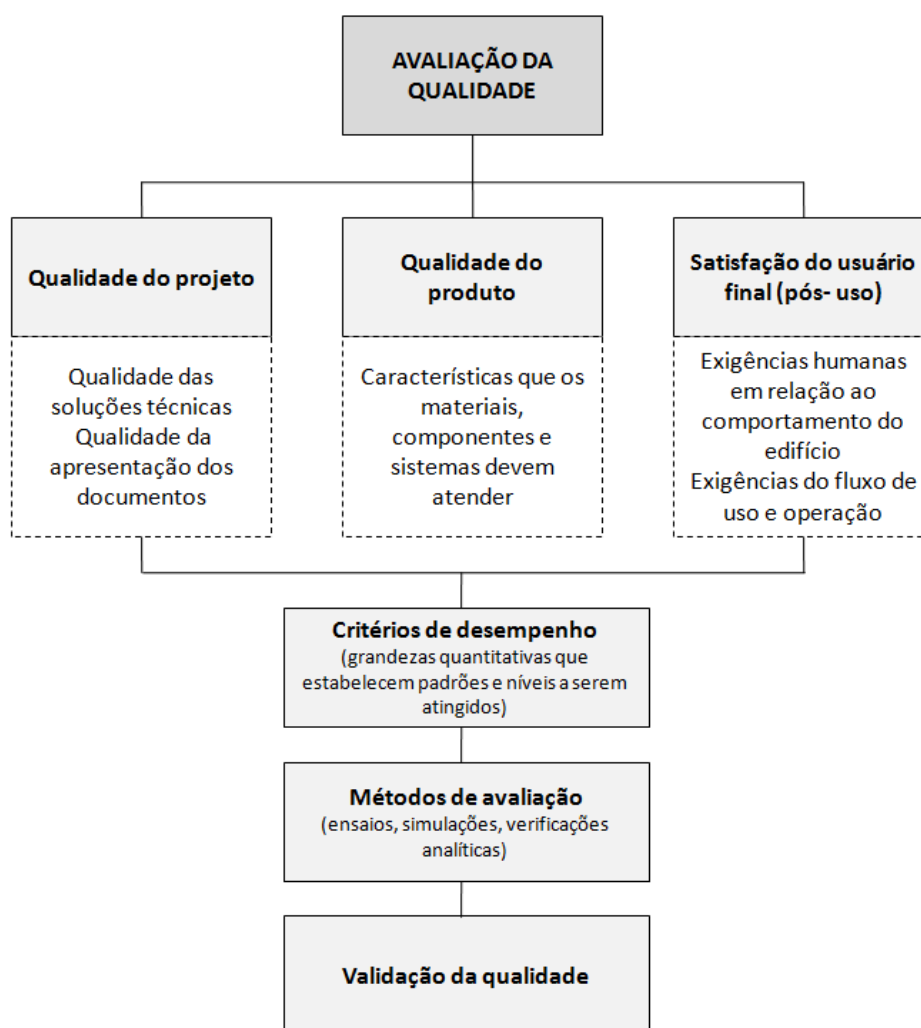 AVALIAÇÃO DA
QUALIDADE
Qualidade do projeto
Qualidade do
produto
Satisfação do usuário
final (pós- uso)
Qualidade das
soluções técnicas
Qualidade da
apresentação dos
documentos
Características que os
materiais,
componentes e
sistemas devem
atender
Exigências humanas
em relação ao
comportamento do
edifício
Exigências do fluxo de
uso e operação
Critérios de desempenho
(grandezas quantitativas que
estabelecem padrões e níveis a serem
atingidos)
Métodos de avaliação
(ensaios, simulações, verificações
analíticas)
Validação da qualidade